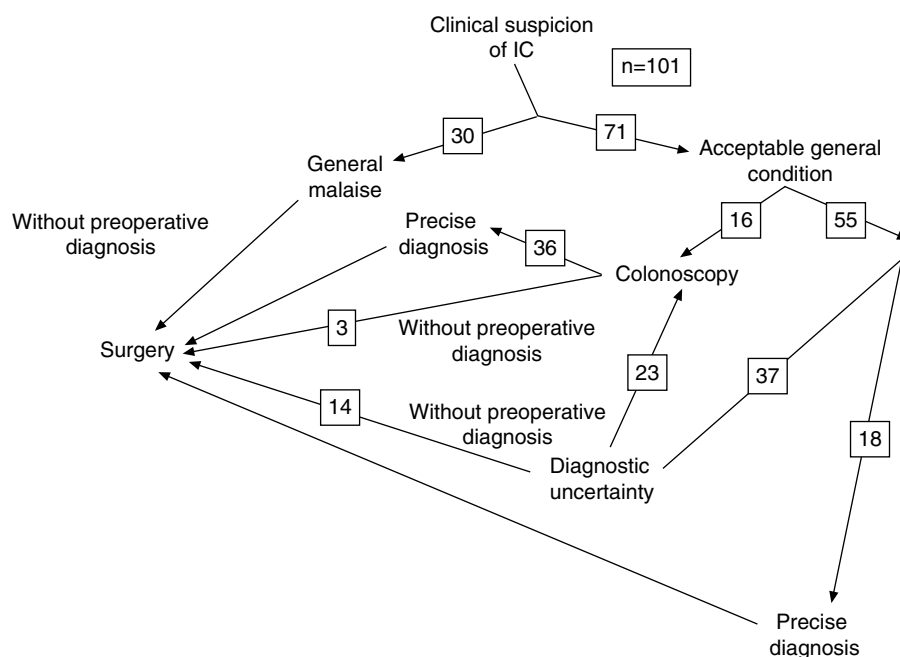 Clinical suspicion
of IC
n=101
30
71
General
malaise
Acceptable general
condition
Without preoperative
diagnosis
Precise
diagnosis
36
16
55
Colonoscopy
3
Without preoperative
diagnosis
Surgery
23
37
14
Without preoperative
diagnosis
18
Diagnostic
uncertainty
Precise
diagnosis